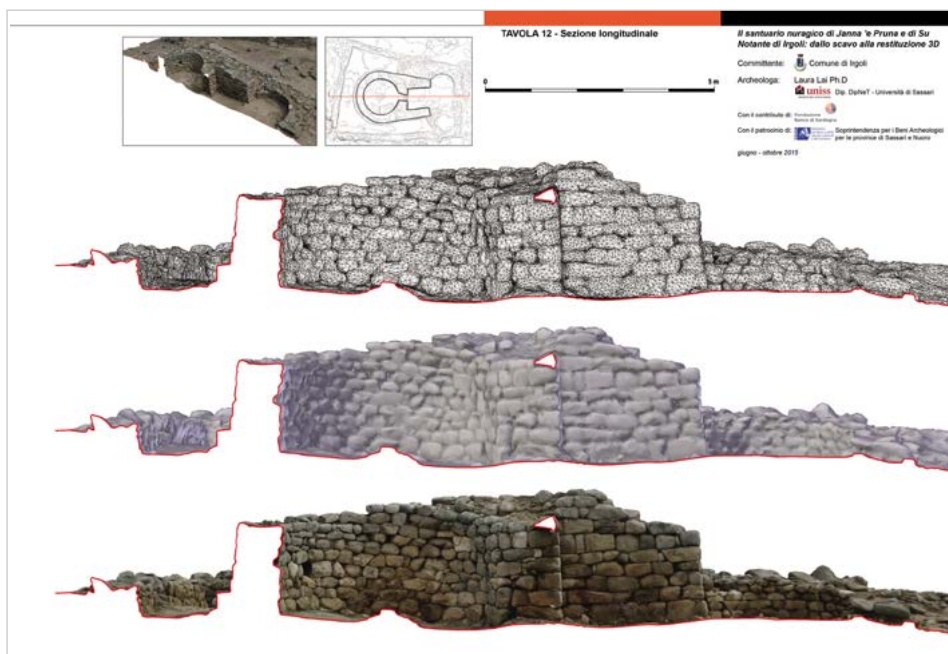 TAVOLA 12 - Sezione longitudinale
0
5 m
Il santuario nuragico di Janna 'e Pruna e di Su
Notante di Irgoli: dallo scavo alla restituzione 3D
Committente: Comune di Irgoli
Archeologa: Laura Lai Ph.D
uniss Dip. DipNeT - Università di Sassari
Con il contributo di: Fondazione
Banco di Sardegna
Con il patrocinio di: Soprintendenza per i Beni Archeologici
per le province di Sassari e Nuoro
giugno - ottobre 2015